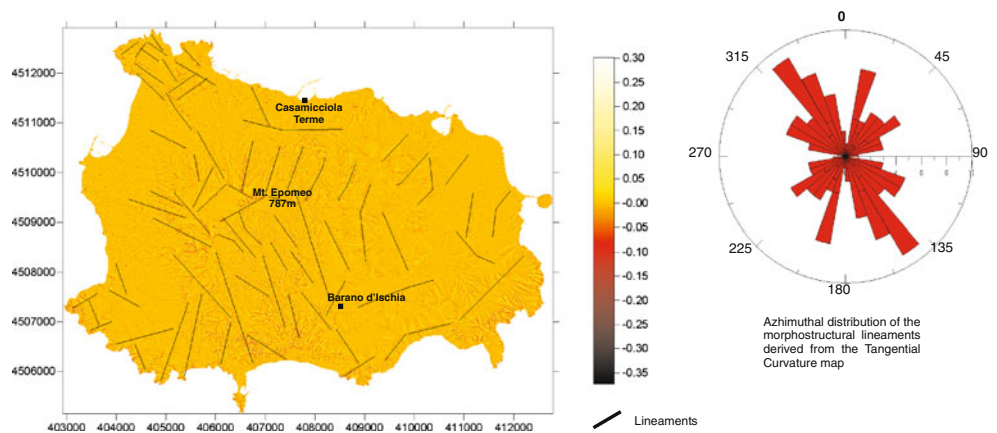 4512000
4511000
4510000
4509000
4508000
4507000
4506000
403000 404000 405000 406000 407000 408000 409000 410000 411000 412000
Casamicciola
Terme
Mt. Epomeo
787m
Barano d'Ischia
0.30
0.25
0.20
0.15
0.10
0.05
0.00
-0.00
-0.05
-0.10
-0.15
-0.20
-0.25
-0.30
-0.35
Lineaments
0
45
90
135
180
225
270
315
Azhimuthal distribution of the
morphostructural lineaments
derived from the Tangential
Curvature map